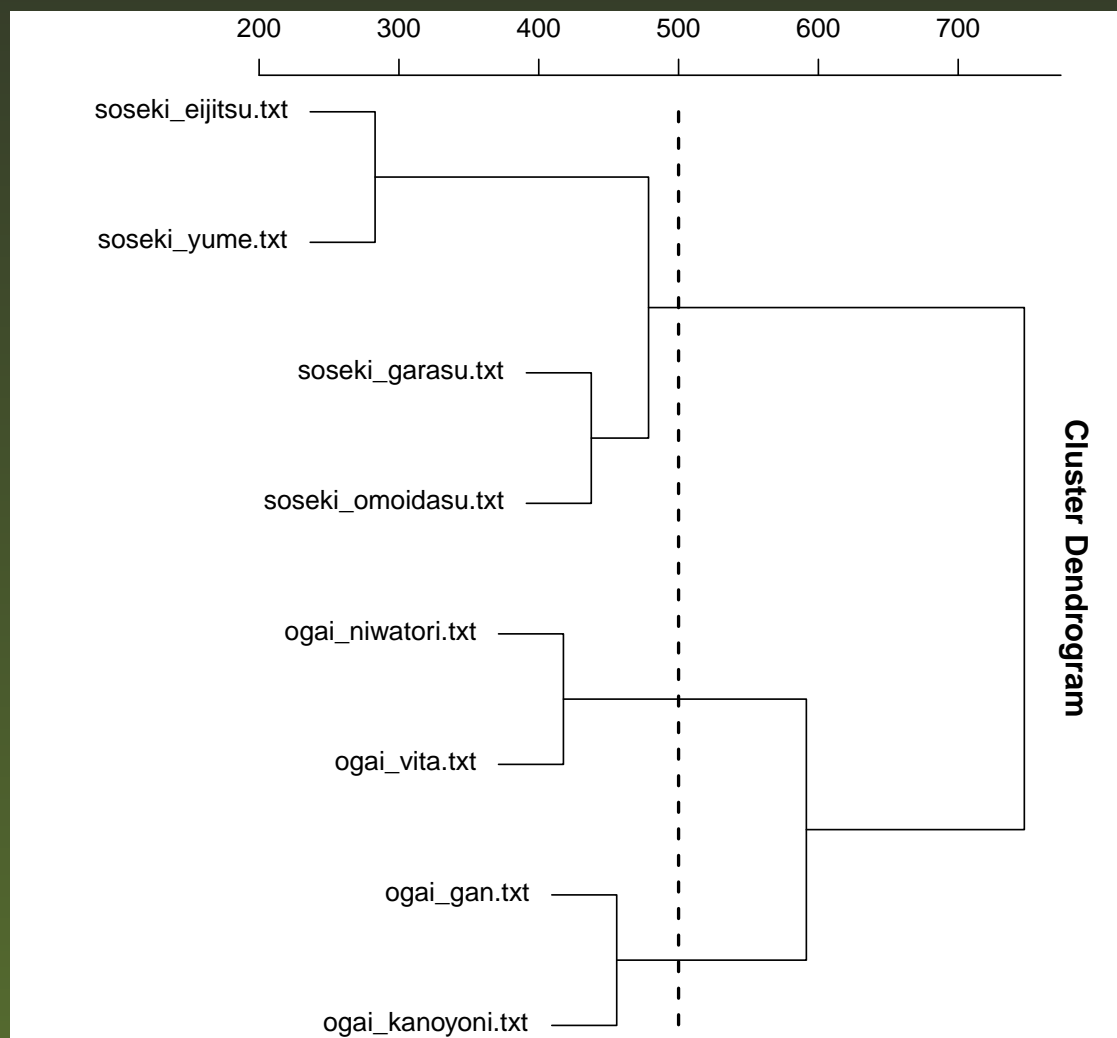 200 300 400 500 600 700
soseki_eijitsu.txt
soseki_yume.txt
soseki_garasu.txt
soseki_omoidasu.txt
ogai_niwatori.txt
ogai_vita.txt
ogai_gan.txt
ogai_kanoyoni.txt
Cluster Dendrogram